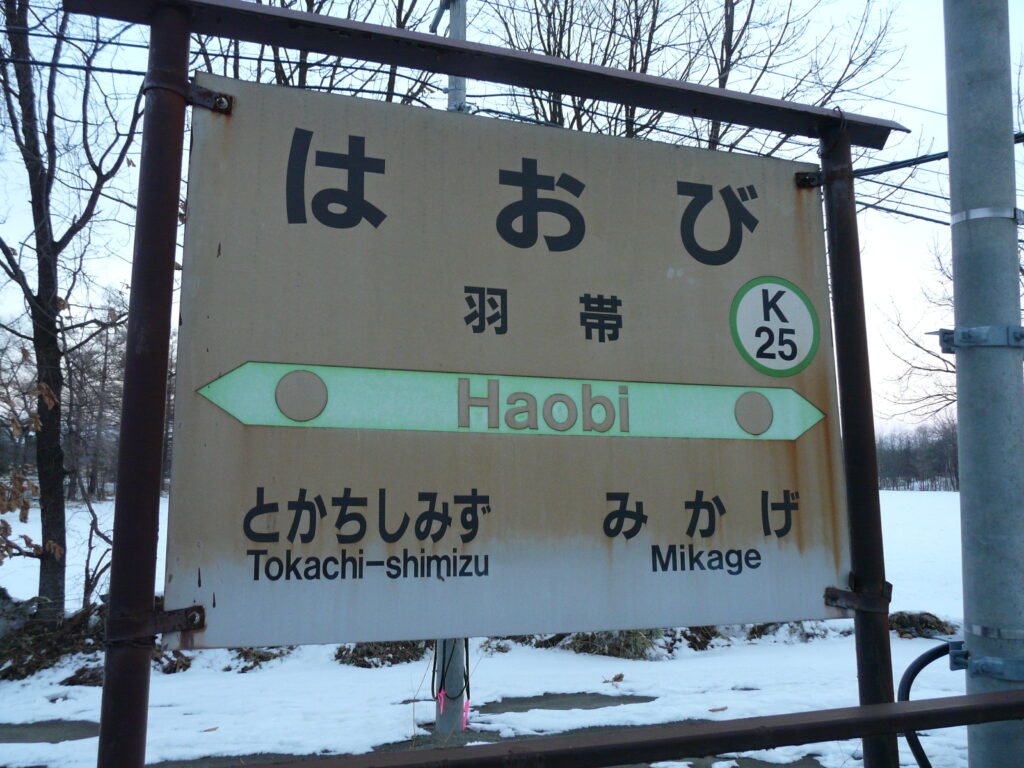 はおび
羽帯
K
25
Haobi
とかちしみず みかげ
Tokachi-shimizu Mikage